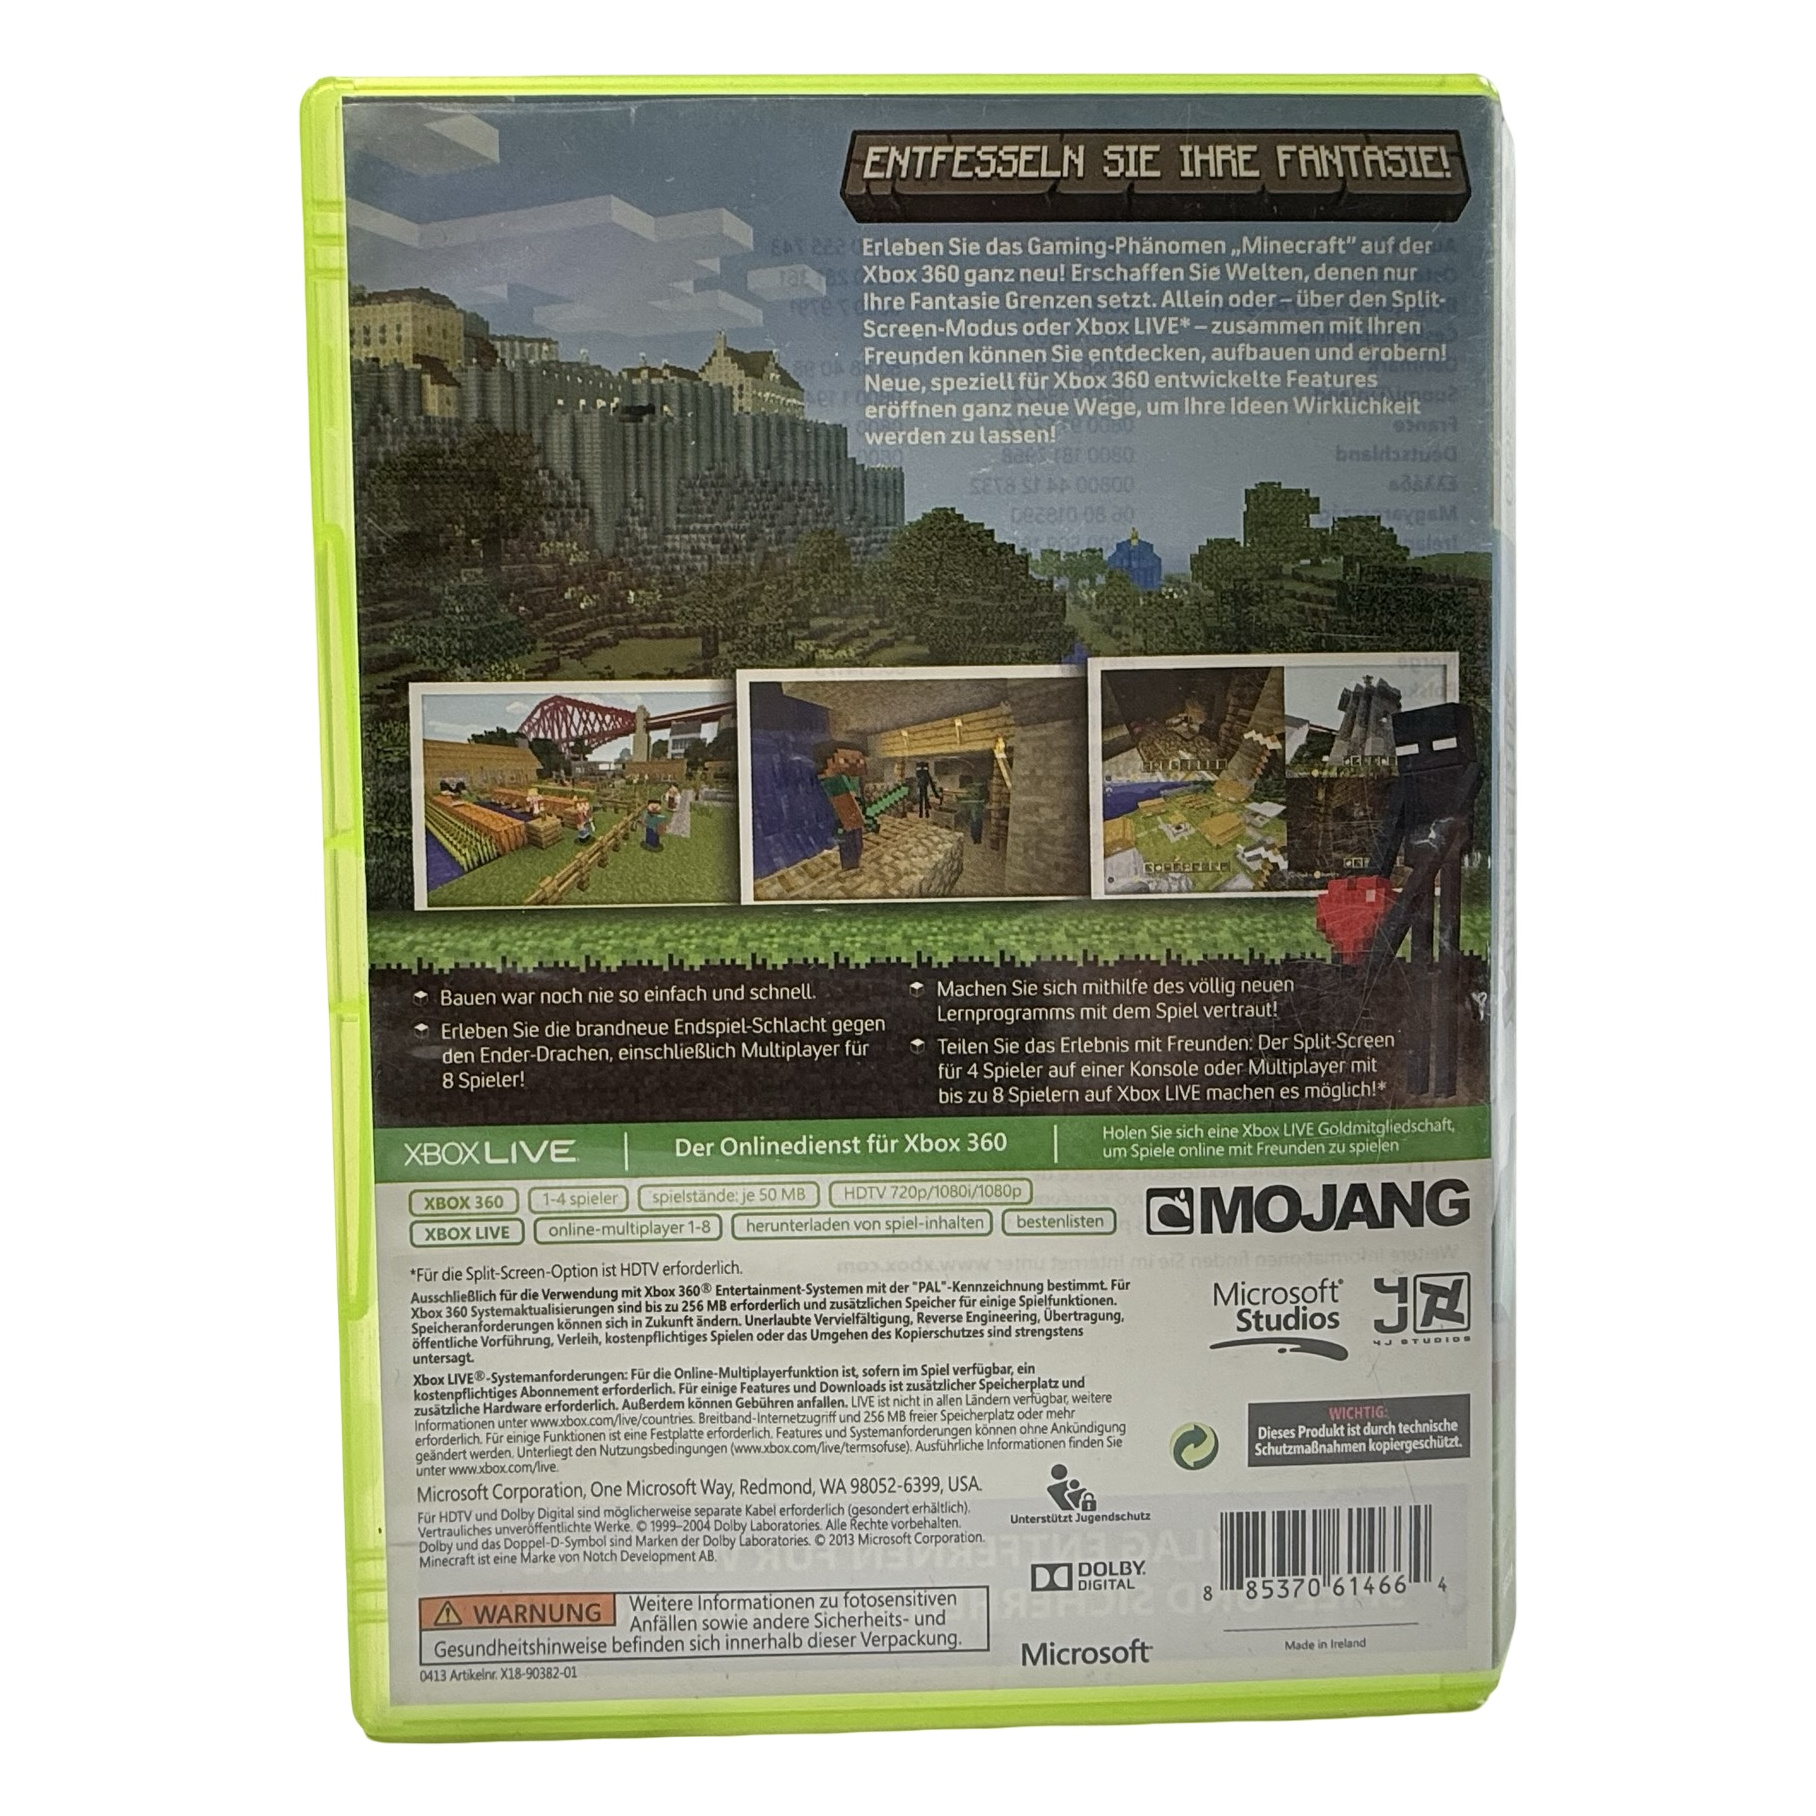 ENTFESSELN SIE IHRE FANTASIE!
Erleben Sie das Gaming-Phänomen „Minecraft" auf der
Xbox 360 ganz neu! Erschaffen Sie Welten, denen nur
Ihre Fantasie Grenzen setzt. Allein oder – über den Split-
Screen-Modus oder Xbox LIVE* – zusammen mit Ihren
Freunden können Sie entdecken, aufbauen und erobern!
Neue, speziell für Xbox 360 entwickelte Features
eröffnen ganz neue Wege, um Ihre Ideen Wirklichkeit
werden zu lassen!
Bauen war noch nie so einfach und schnell.
Erleben Sie die brandneue Endspiel-Schlacht gegen
den Ender-Drachen, einschließlich Multiplayer für
8 Spieler!
Machen Sie sich mithilfe des völlig neuen
Lernprogramms mit dem Spiel vertraut!
Teilen Sie das Erlebnis mit Freunden: Der Split-Screen
für 4 Spieler auf einer Konsole oder Multiplayer mit
bis zu 8 Spielern auf Xbox LIVE machen es möglich!*
XBOX LIVE
Der Onlinedienst für Xbox 360
Holen Sie sich eine Xbox LIVE Goldmitgliedschaft,
um Spiele online mit Freunden zu spielen
XBOX 360 1-4 spieler spielstände: je 50 MB HDTV 720p/1080i/1080p
XBOX LIVE online-multiplayer 1-8 herunterladen von spiel-inhalten bestenlisten
MOJANG
*Für die Split-Screen-Option ist HDTV erforderlich.
Ausschließlich für die Verwendung mit Xbox 360® Entertainment-Systemen mit der "PAL"-Kennzeichnung bestimmt. Für
Xbox 360 Systemaktualisierungen sind bis zu 256 MB erforderlich und zusätzlichen Speicher für einige Spielfunktionen.
Speicheranforderungen können sich in Zukunft ändern. Unerlaubte Vervielfältigung, Reverse Engineering, Übertragung,
öffentliche Vorführung, Verleih, kostenpflichtiges Spielen oder das Umgehen des Kopierschutzes sind strengstens
untersagt.
Xbox LIVE®-Systemanforderungen: Für die Online-Multiplayerfunktion ist, sofern im Spiel verfügbar, ein
kostenpflichtiges Abonnement erforderlich. Für einige Features und Downloads ist zusätzlicher Speicherplatz und
zusätzliche Hardware erforderlich. Außerdem können Gebühren anfallen. LIVE ist nicht in allen Ländern verfügbar, weitere
Informationen unter www.xbox.com/live/countries. Breitband-Internetzugriff und 256 MB freier Speicherplatz oder mehr
erforderlich. Für einige Funktionen ist eine Festplatte erforderlich. Features und Systemanforderungen können ohne Ankündigung
geändert werden. Unterliegt den Nutzungsbedingungen (www.xbox.com/live/termsofuse). Ausführliche Informationen finden Sie
unter www.xbox.com/live.
Microsoft Corporation, One Microsoft Way, Redmond, WA 98052-6399, USA.
Für HDTV und Dolby Digital sind möglicherweise separate Kabel erforderlich (gesondert erhältlich).
Vertrauliches unveröffentlichte Werke. © 1999–2004 Dolby Laboratories. Alle Rechte vorbehalten.
Dolby und das Doppel-D-Symbol sind Marken der Dolby Laboratories. © 2013 Microsoft Corporation.
Minecraft ist eine Marke von Notch Development AB.
WARNUNG Weitere Informationen zu fotosensitiven
Anfällen sowie andere Sicherheits- und
Gesundheitshinweise befinden sich innerhalb dieser Verpackung.
0413 Artikelnr. X18-90382-01
Microsoft®
Studios
4J
4J STUDIOS
WICHTIG:
Dieses Produkt ist durch technische
Schutzmaßnahmen kopiergeschützt.
Unterstützt Jugendschutz
DOLBY
DIGITAL
Microsoft
8 85370 61466 4
Made in Ireland